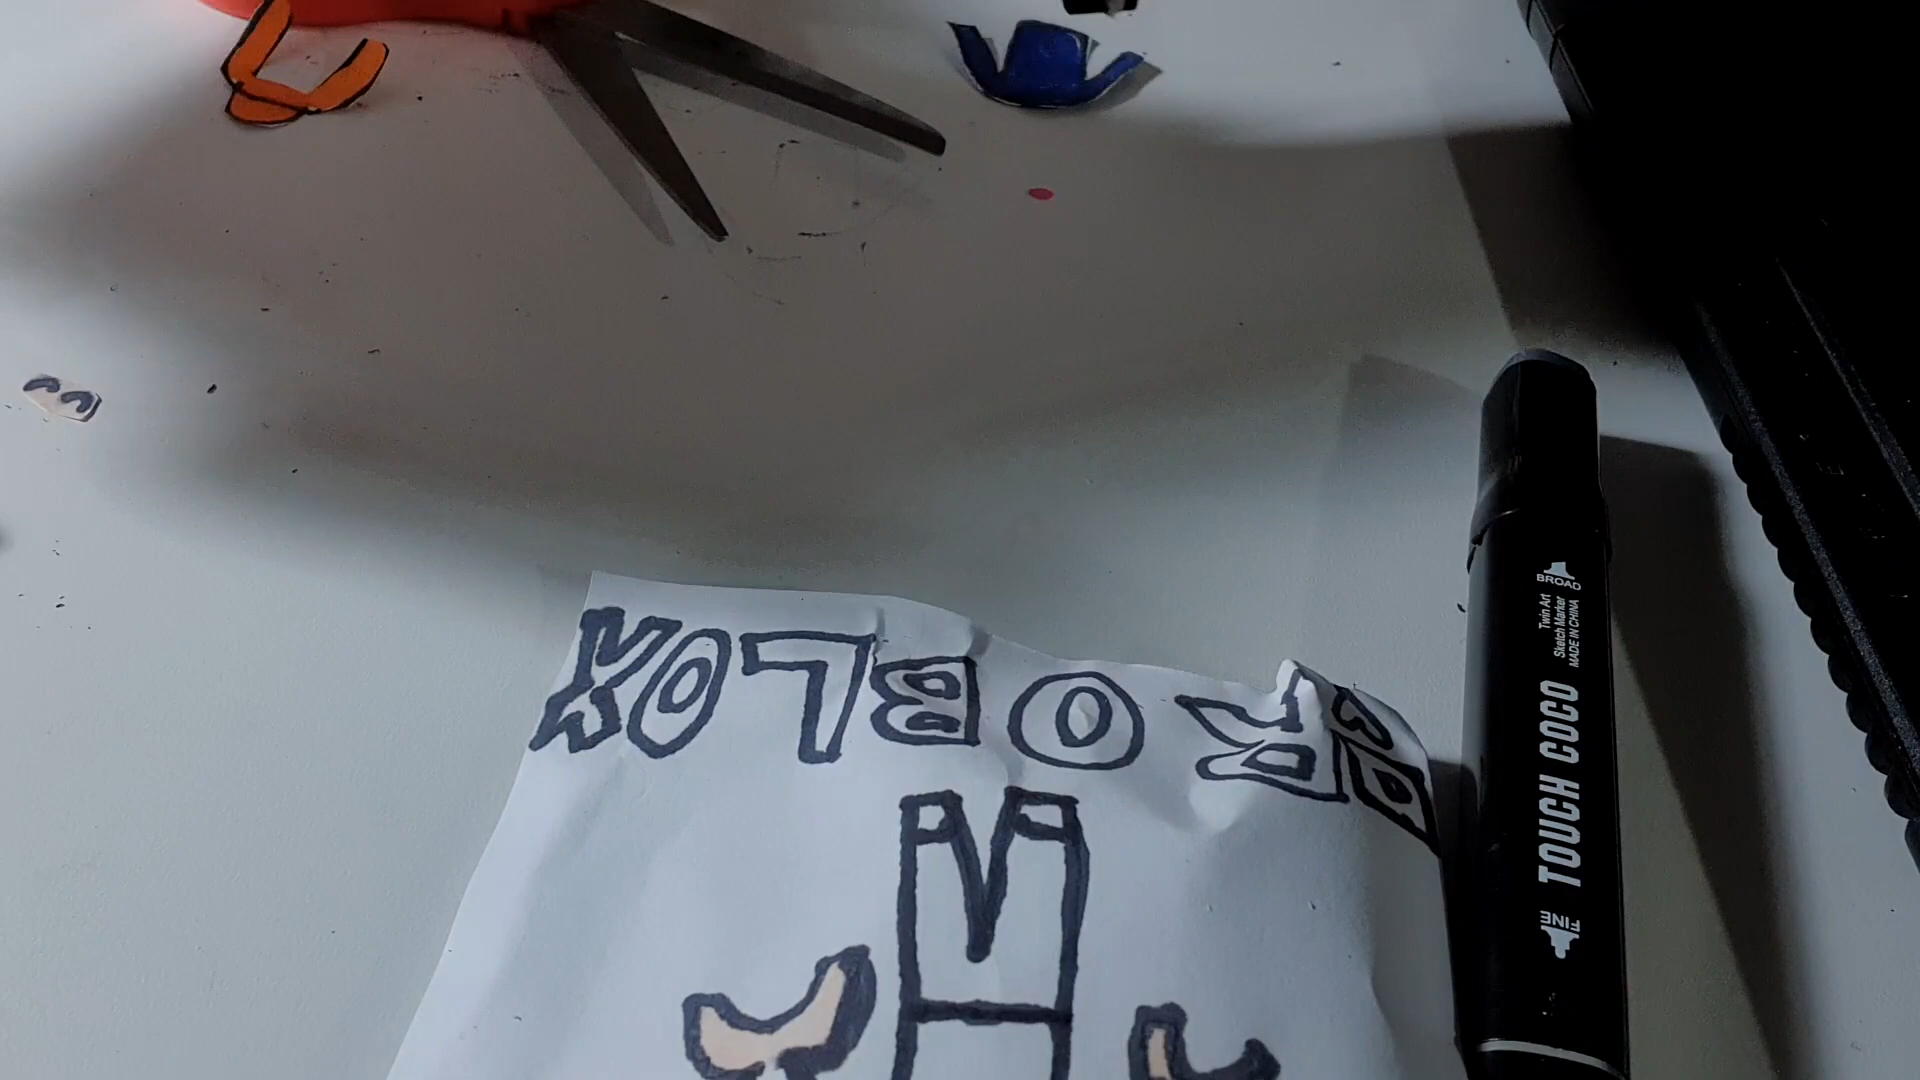 ROBLOX
BROAD
Twin Art
Sketch Marker
MADE IN CHINA
TOUCH COCO
FINE